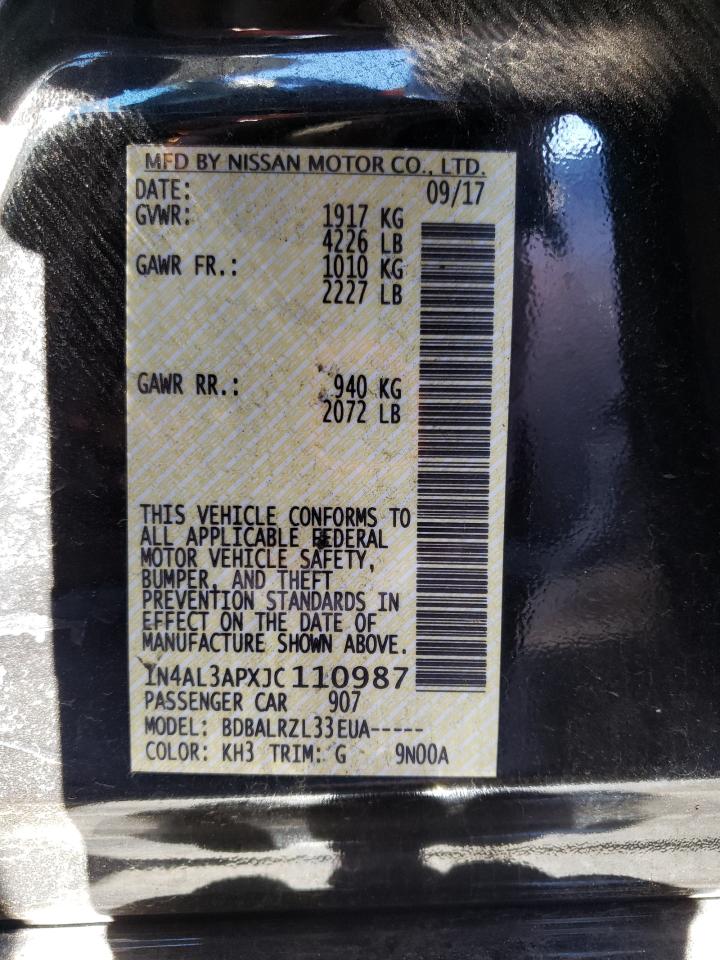 MFD BY NISSAN MOTOR CO., LTD.
DATE: 09/17
GVWR: 1917 KG
4226 LB
GAWR FR.: 1010 KG
2227 LB
GAWR RR.: 940 KG
2072 LB
THIS VEHICLE CONFORMS TO
ALL APPLICABLE FEDERAL
MOTOR VEHICLE SAFETY,
BUMPER, AND THEFT
PREVENTION STANDARDS IN
EFFECT ON THE DATE OF
MANUFACTURE SHOWN ABOVE.
1N4AL3APXJC110987
PASSENGER CAR 907
MODEL: BDBALRZL33EUA-----
COLOR: KH3 TRIM: G 9N00A